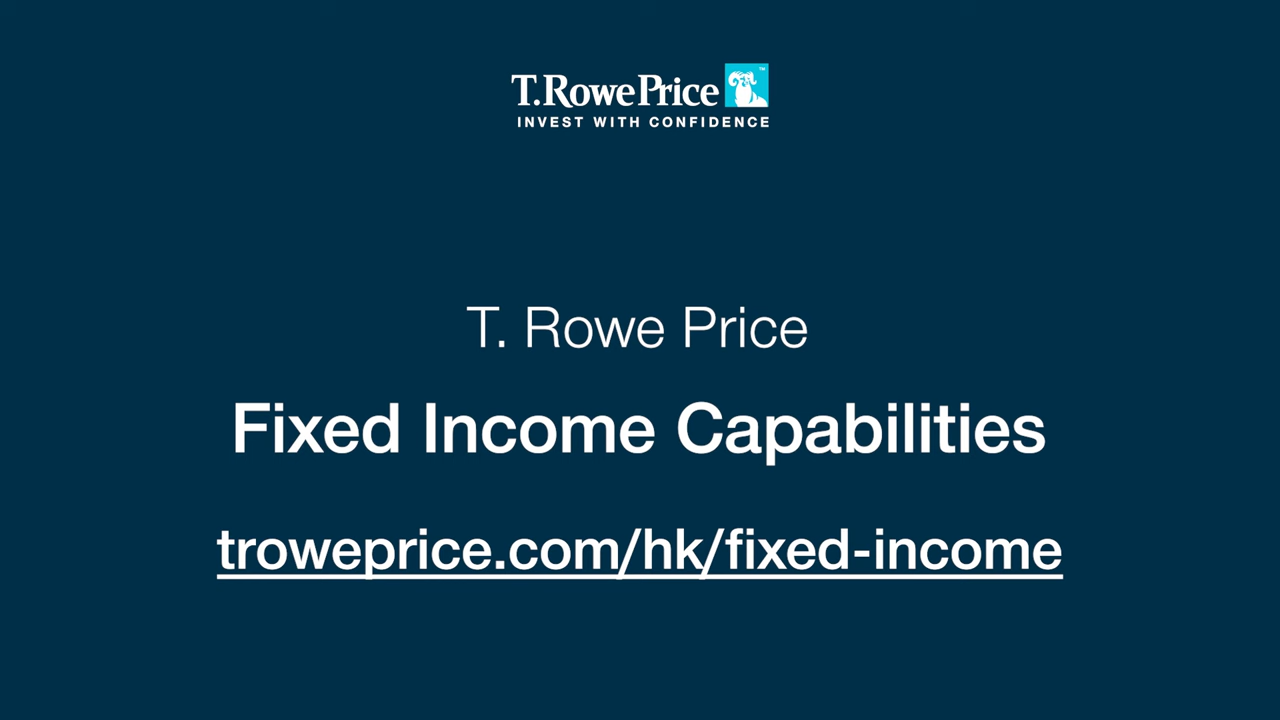 T.RowePrice
INVEST WITH CONFIDENCE
T. Rowe Price
Fixed Income Capabilities
troweprice.com/hk/fixed-income